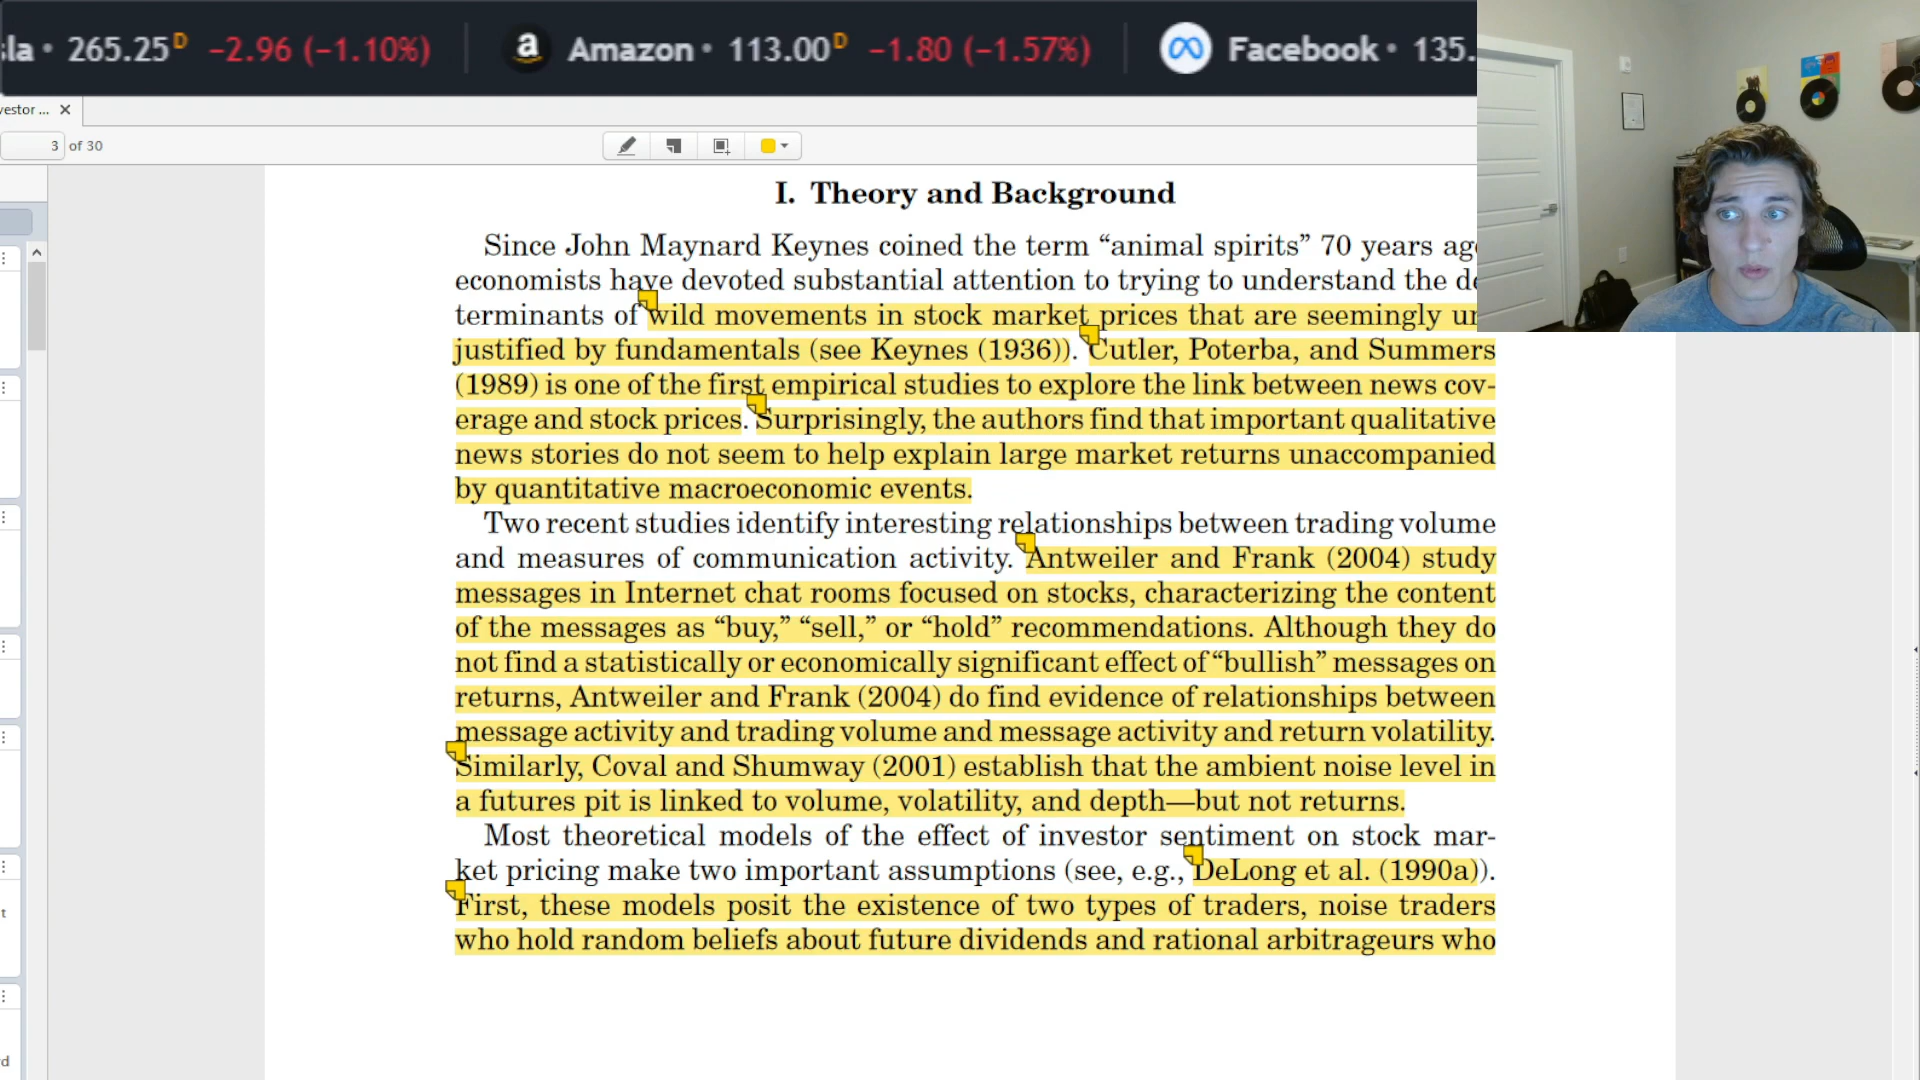 sla • 265.25 D −2.96 (−1.10%) a Amazon • 113.00 D −1.80 (−1.57%) Facebook • 135.
vestor ...
3 of 30
I. Theory and Background
Since John Maynard Keynes coined the term “animal spirits” 70 years ago
economists have devoted substantial attention to trying to understand the de
terminants of wild movements in stock market prices that are seemingly un
justified by fundamentals (see Keynes (1936)). Cutler, Poterba, and Summers
(1989) is one of the first empirical studies to explore the link between news cov-
erage and stock prices. Surprisingly, the authors find that important qualitative
news stories do not seem to help explain large market returns unaccompanied
by quantitative macroeconomic events.
Two recent studies identify interesting relationships between trading volume
and measures of communication activity. Antweiler and Frank (2004) study
messages in Internet chat rooms focused on stocks, characterizing the content
of the messages as “buy,” “sell,” or “hold” recommendations. Although they do
not find a statistically or economically significant effect of “bullish” messages on
returns, Antweiler and Frank (2004) do find evidence of relationships between
message activity and trading volume and message activity and return volatility.
Similarly, Coval and Shumway (2001) establish that the ambient noise level in
a futures pit is linked to volume, volatility, and depth—but not returns.
Most theoretical models of the effect of investor sentiment on stock mar-
ket pricing make two important assumptions (see, e.g., DeLong et al. (1990a)).
First, these models posit the existence of two types of traders, noise traders
who hold random beliefs about future dividends and rational arbitrageurs who
t
d